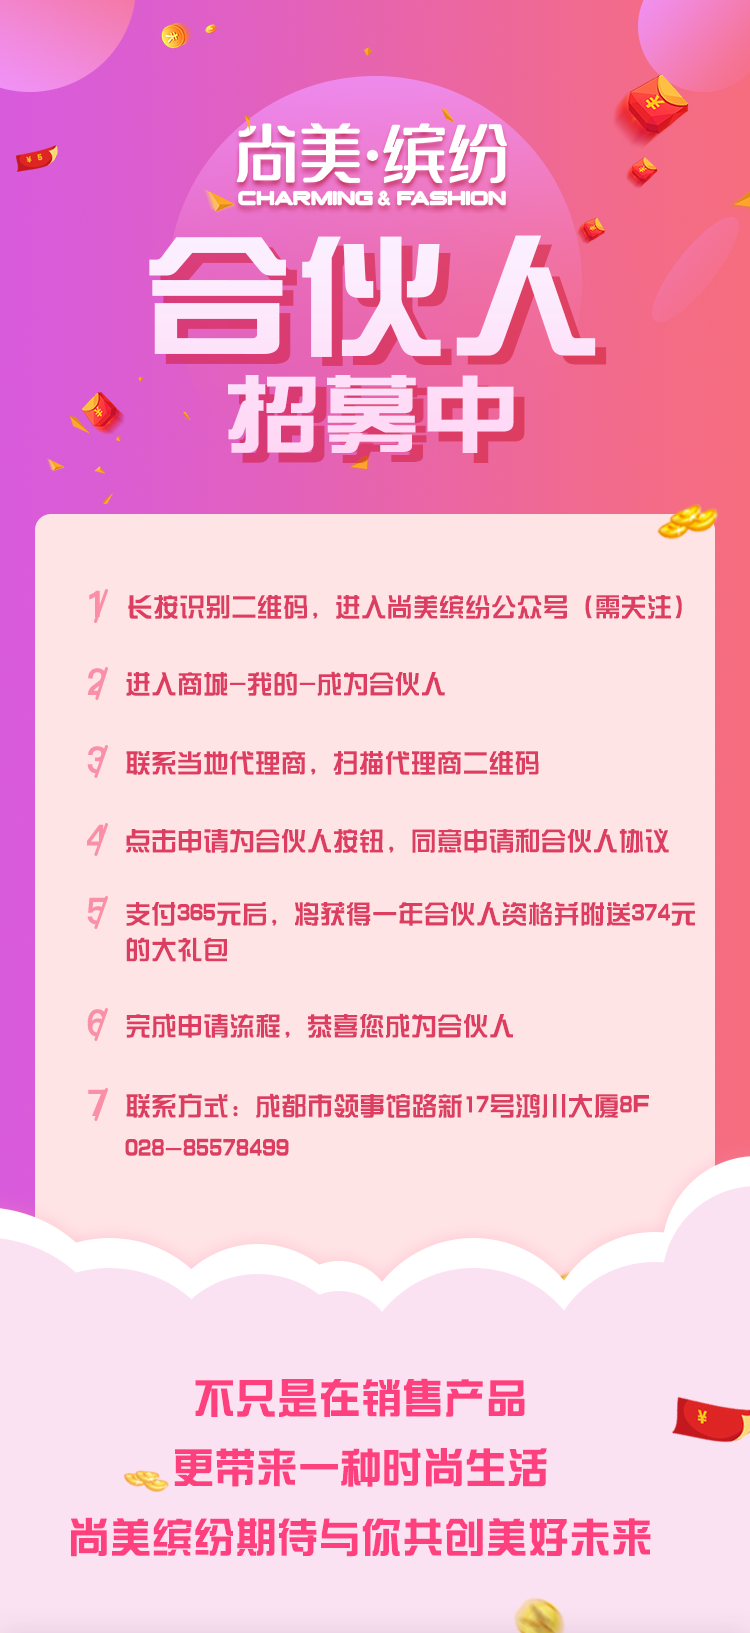 尚美·缤纷
CHARMING & FASHION
合伙人
招募中
1 长按识别二维码，进入尚美缤纷公众号（需关注）
2 进入商城-我的-成为合伙人
3 联系当地代理商，扫描代理商二维码
4 点击申请为合伙人按钮，同意申请和合伙人协议
5 支付365元后，将获得一年合伙人资格并附送374元
的大礼包
6 完成申请流程，恭喜您成为合伙人
7 联系方式：成都市领事馆路新17号鸿川大厦8F
028-85578499
不只是在销售产品
更带来一种时尚生活
尚美缤纷期待与你共创美好未来